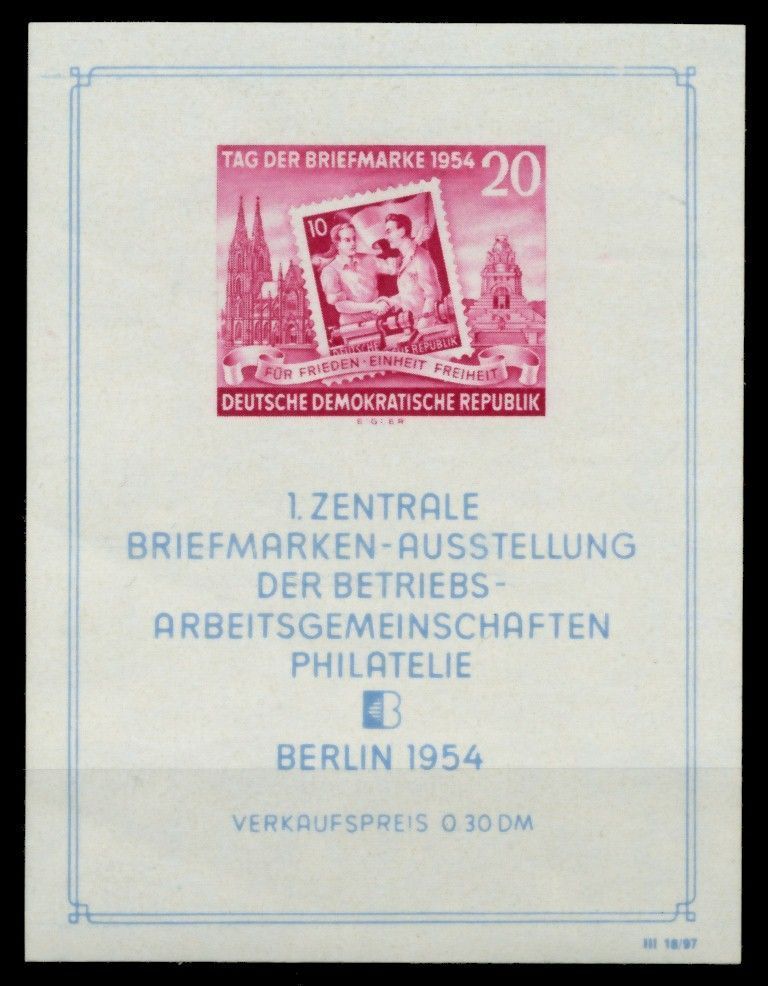 TAG DER BRIEFMARKE 1954 20
10
DEUTSCHE REPUBLIK
FÜR FRIEDEN · EINHEIT FREIHEIT
DEUTSCHE DEMOKRATISCHE REPUBLIK
EIGLER
1. ZENTRALE
BRIEFMARKEN-AUSSTELLUNG
DER BETRIEBS-
ARBEITSGEMEINSCHAFTEN
PHILATELIE
B
BERLIN 1954
VERKAUFSPREIS 0 30 DM
III 18/97